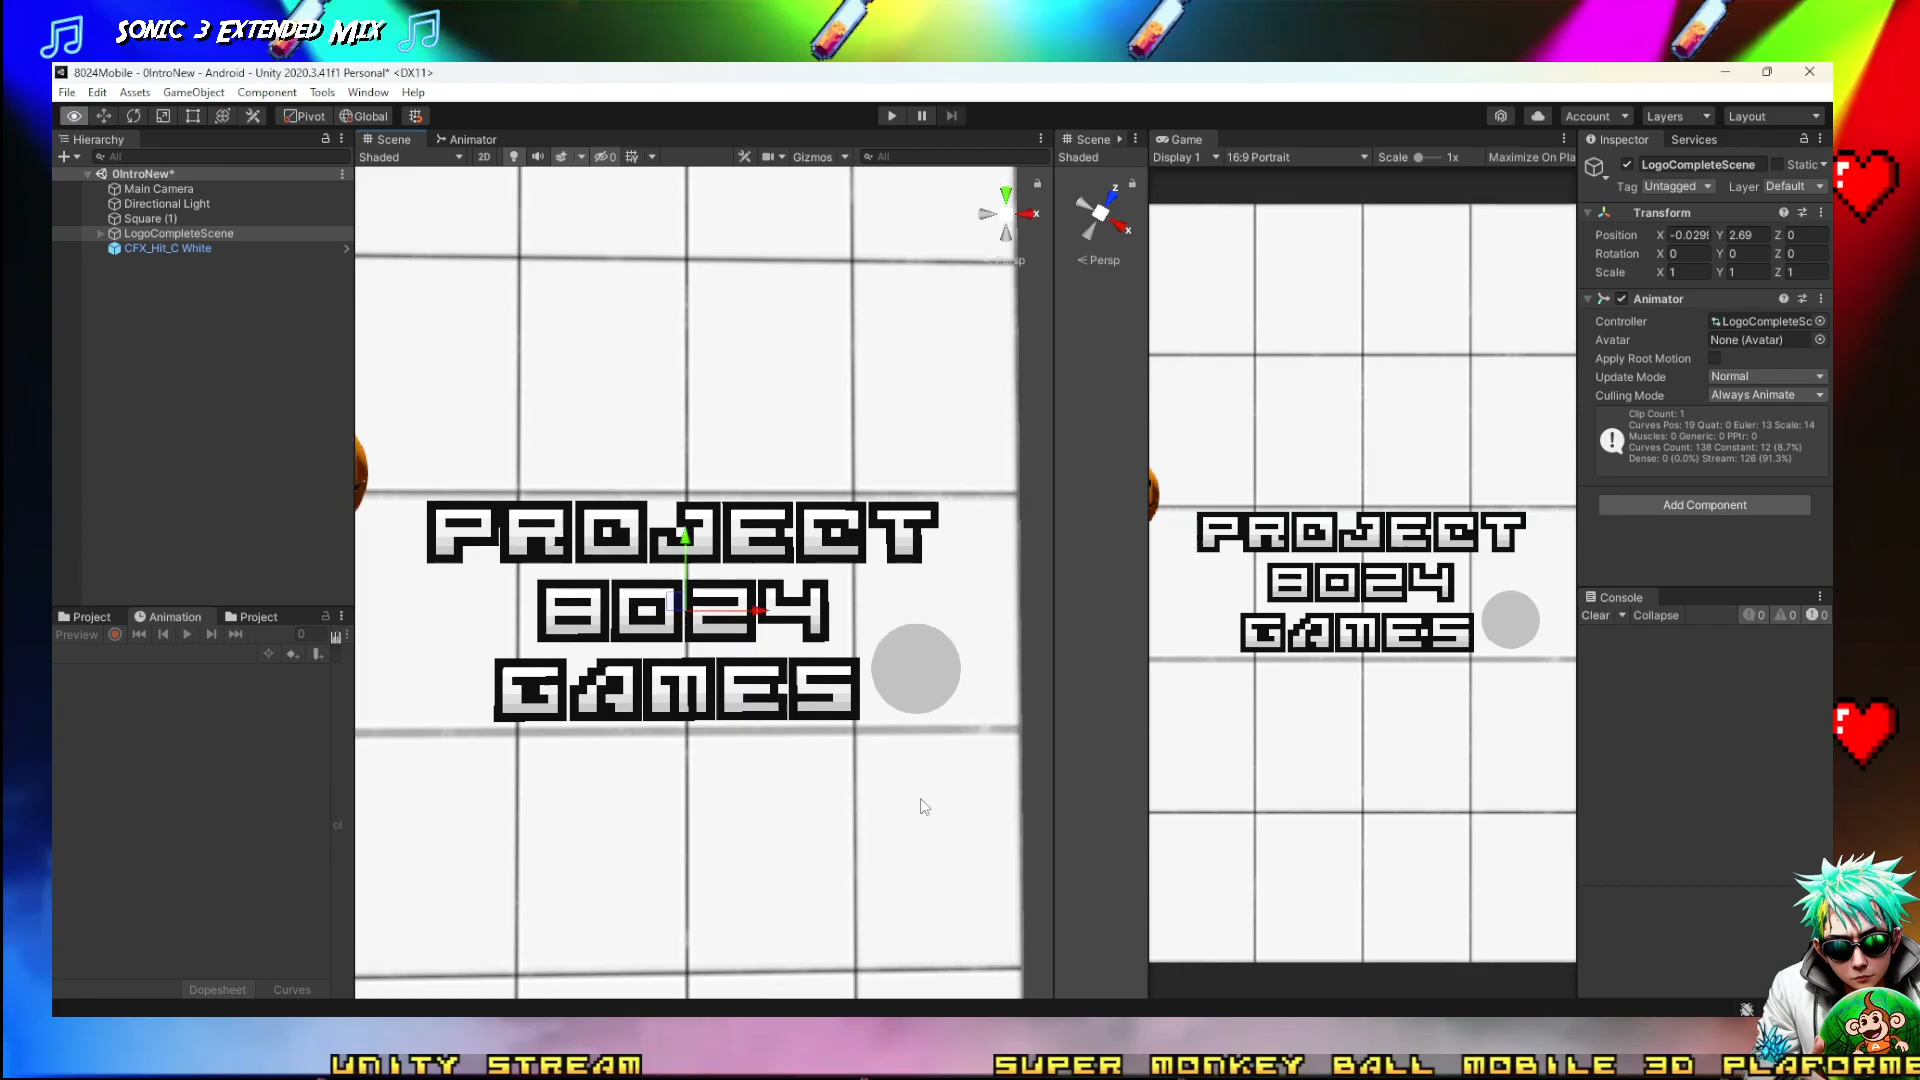 Sonic 3 Extended Mix
8024Mobile - 0IntroNew - Android - Unity 2020.3.41f1 Personal* <DX11>
File Edit Assets GameObject Component Tools Window Help
Pivot Global
Account Layers Layout
Hierarchy
All
0IntroNew*
Main Camera
Directional Light
Square (1)
LogoCompleteScene
CFX_Hit_C White
Scene Animator
Shaded 2D 0 Gizmos All
x
Persp
PROJECT
8024
GAMES
Scene
Shaded
z
x
Persp
Game
Display 1 16:9 Portrait Scale 1x Maximize On Pla
PROJECT
8024
GAMES
Inspector Services
LogoCompleteScene Static
Tag Untagged Layer Default
Transform
Position X -0.029 Y 2.69 Z 0
Rotation X 0 Y 0 Z 0
Scale X 1 Y 1 Z 1
Animator
Controller LogoCompleteSc
Avatar None (Avatar)
Apply Root Motion
Update Mode Normal
Culling Mode Always Animate
Clip Count: 1
Curves Pos: 19 Quat: 0 Euler: 13 Scale: 14
Muscles: 0 Generic: 0 PPtr: 0
Curves Count: 138 Constant: 12 (8.7%)
Dense: 0 (0.0%) Stream: 126 (91.3%)
Add Component
Console
Clear Collapse 0 0 0
Project Animation Project
Preview 0
ol
Dopesheet Curves
UNITY STREAM
SUPER MONKEY BALL MOBILE 3D PLAFORME
A